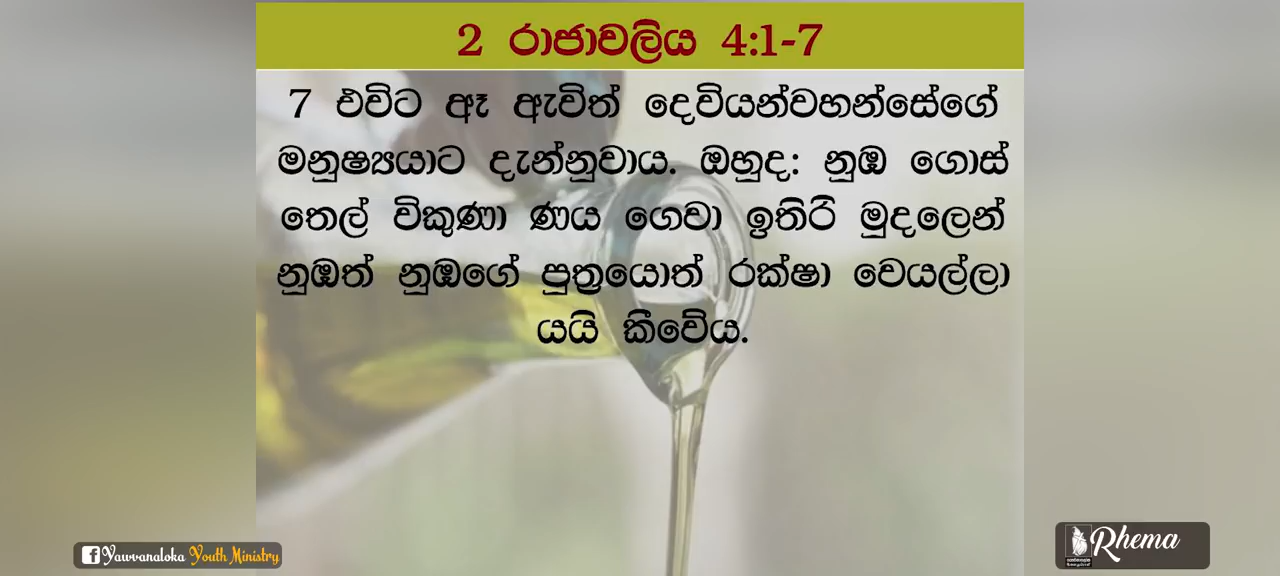 2 රාජාවලිය 4:1-7
7 එවිට ඈ ඇවිත් දෙවියන්වහන්සේගේ
මනුෂ්‍යයාට දැන්නුවාය. ඔහුද: නුඹ ගොස්
තෙල් විකුණා ණය ගෙවා ඉතිරි මුදලෙන්
නුඹත් නුඹගේ පුත්‍රයොත් රක්ෂා වෙයල්ලා
යයි කීවේය.
Yawvanaloka Youth Ministry
Rhema